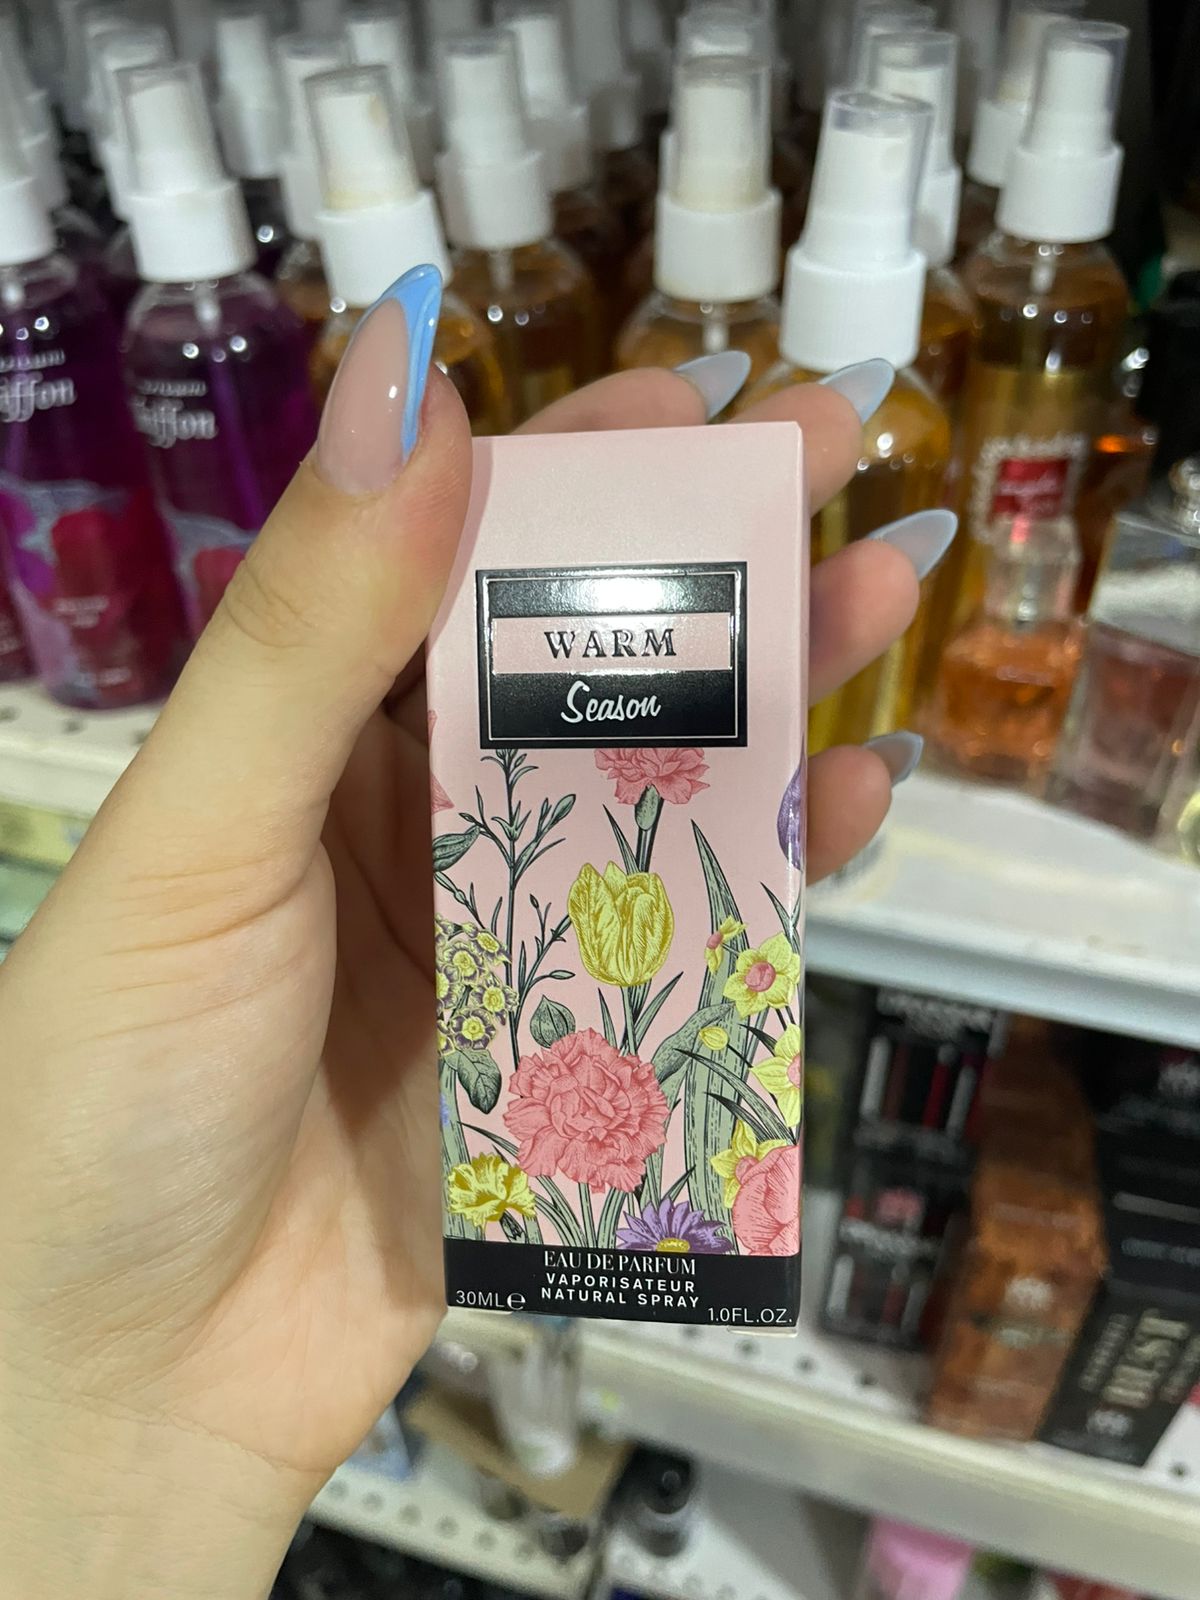 WARM
Season
EAU DE PARFUM
VAPORISATEUR
NATURAL SPRAY
30ML℮
1.0FL.OZ.